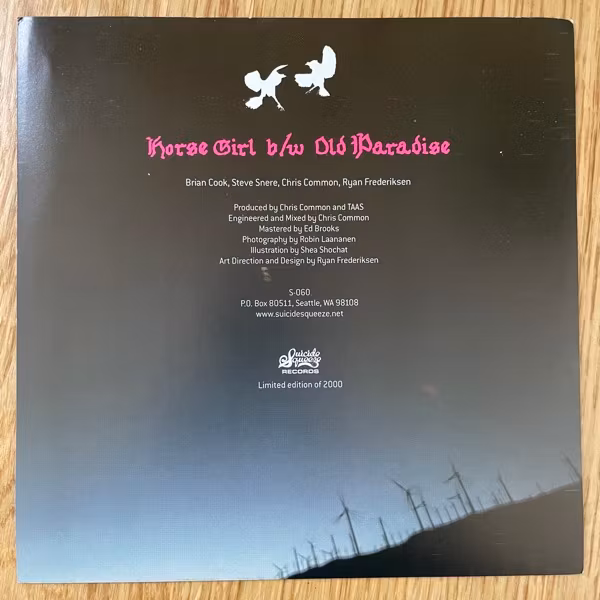 Horse Girl b/w Old Paradise
Brian Cook, Steve Snere, Chris Common, Ryan Frederiksen
Produced by Chris Common and TAAS
Engineered and Mixed by Chris Common
Mastered by Ed Brooks
Photography by Robin Laananen
Illustration by Shea Shochat
Art Direction and Design by Ryan Frederiksen
S-060
P.O. Box 80511, Seattle, WA 98108
www.suicidesqueeze.net
Suicide
Squeeze
RECORDS
Limited edition of 2000